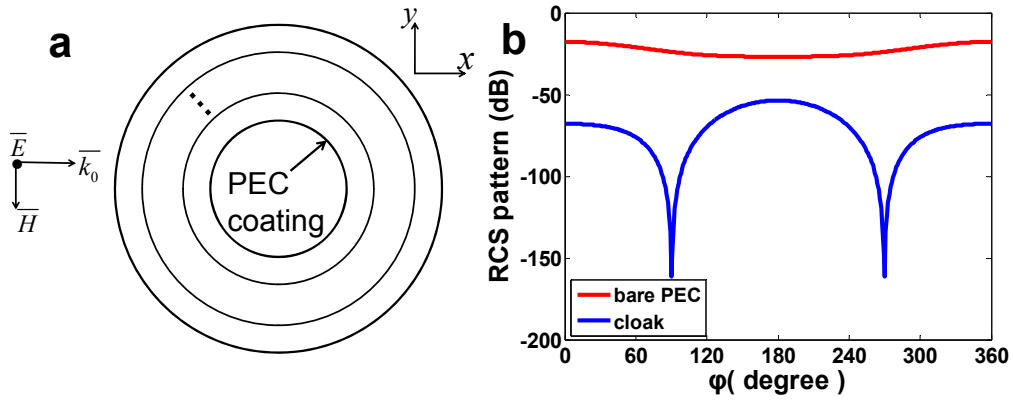 a
y
x
E
k0
H
PEC
coating
b
RCS pattern (dB)
0
-50
-100
-150
-200
bare PEC
cloak
0 60 120 180 240 300 360
φ( degree )